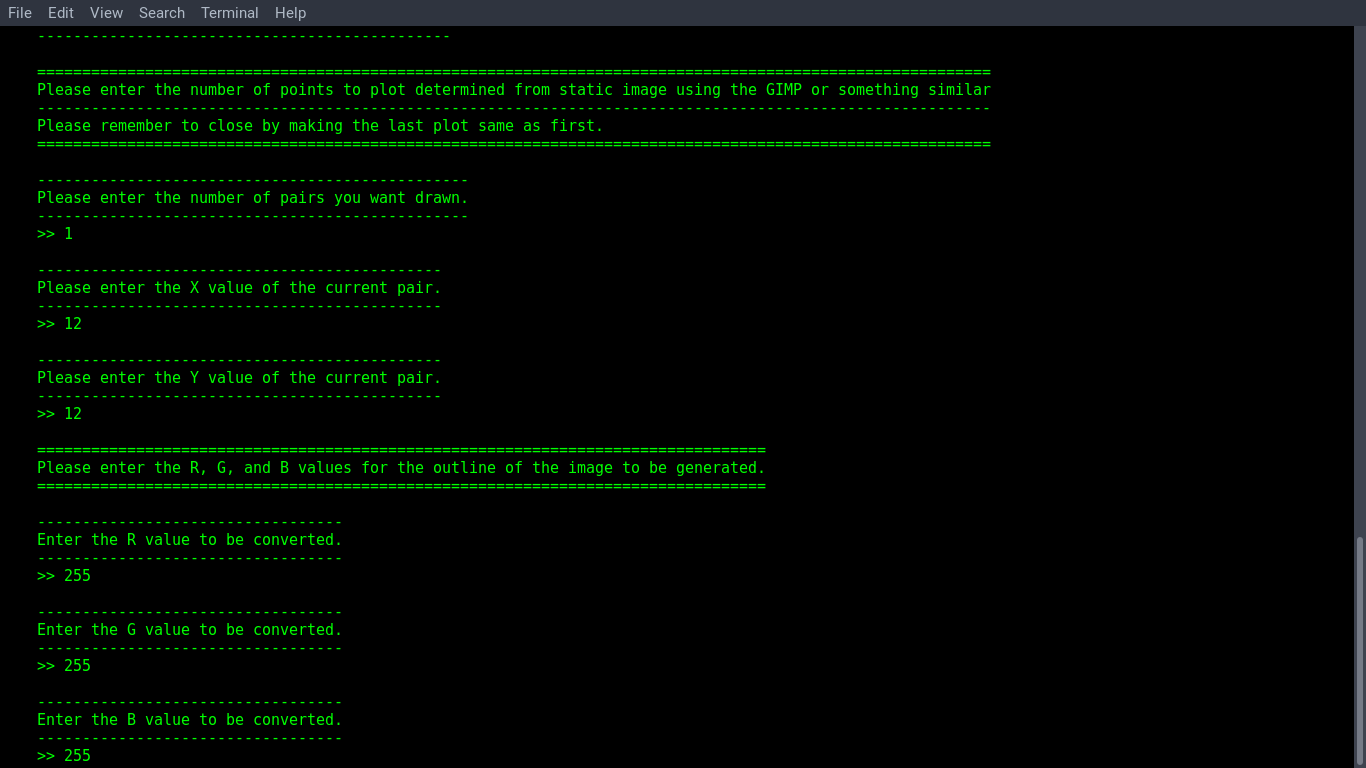 File Edit View Search Terminal Help
----------------------------------------------
==========================================================================================================
Please enter the number of points to plot determined from static image using the GIMP or something similar
----------------------------------------------------------------------------------------------------------
Please remember to close by making the last plot same as first.
==========================================================================================================
------------------------------------------------
Please enter the number of pairs you want drawn.
------------------------------------------------
>> 1
---------------------------------------------
Please enter the X value of the current pair.
---------------------------------------------
>> 12
---------------------------------------------
Please enter the Y value of the current pair.
---------------------------------------------
>> 12
=================================================================================
Please enter the R, G, and B values for the outline of the image to be generated.
=================================================================================
----------------------------------
Enter the R value to be converted.
----------------------------------
>> 255
----------------------------------
Enter the G value to be converted.
----------------------------------
>> 255
----------------------------------
Enter the B value to be converted.
----------------------------------
>> 255